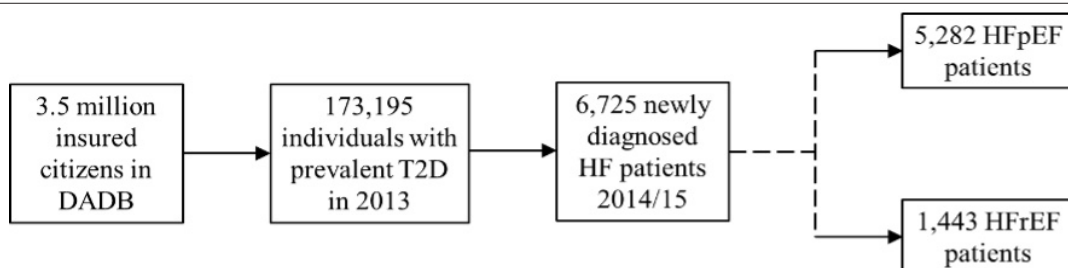 3.5 million
insured
citizens in
DADB
173,195
individuals with
prevalent T2D
in 2013
6,725 newly
diagnosed
HF patients
2014/15
5,282 HFpEF
patients
1,443 HFrEF
patients